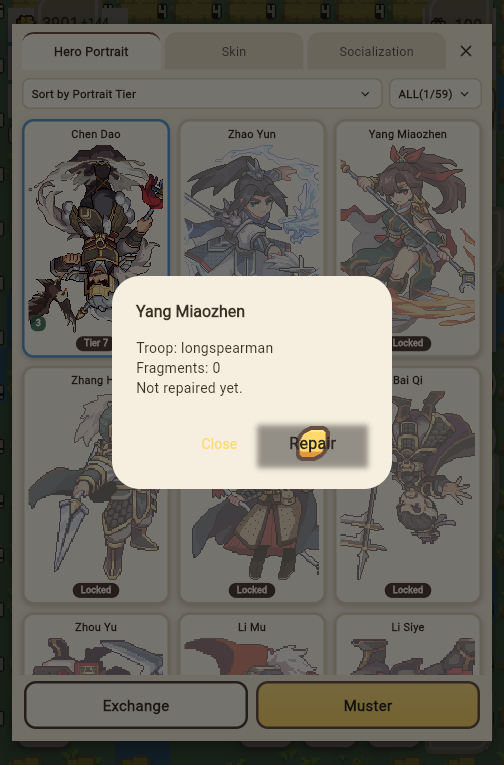 Hero Portrait
Skin
Socialization
Sort by Portrait Tier
ALL(1/59)
Chen Dao
Zhao Yun
Yang Miaozhen
3
Tier 7
Locked
Yang Miaozhen
Troop: longspearman
Fragments: 0
Not repaired yet.
Close
Repair
Bai Qi
Locked
Locked
Locked
Zhou Yu
Li Mu
Li Siye
Exchange
Muster